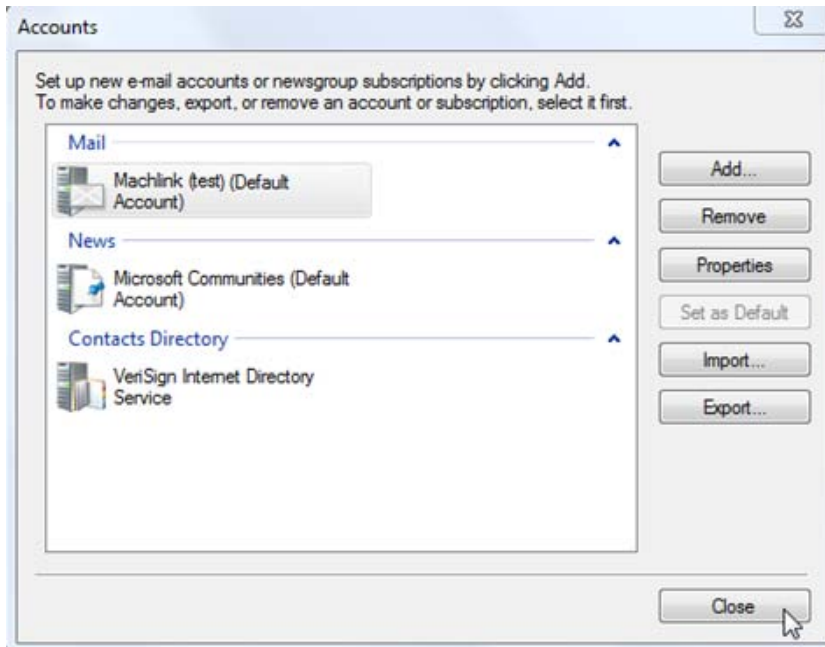 Accounts
Set up new e-mail accounts or newsgroup subscriptions by clicking Add.
To make changes, export, or remove an account or subscription, select it first.
Mail
Machlink (test) (Default
Account)
News
Microsoft Communities (Default
Account)
Contacts Directory
VeriSign Internet Directory
Service
Add...
Remove
Properties
Set as Default
Import...
Export...
Close